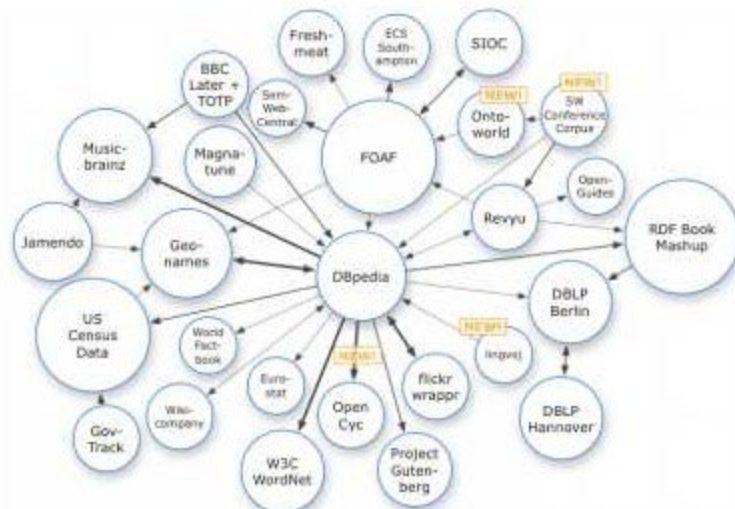 Fresh-
meat
ECS
South-
ampton
SIOC
BBC
Later +
TOTP
Sem-
Web-
Central
NEW!
Onto-
world
NEW!
SW
Conference
Corpus
Music-
brainz
Magna-
tune
FOAF
Open-
Guides
Revyu
RDF Book
Mashup
Jamendo
Geo-
names
DBpedia
US
Census
Data
DBLP
Berlin
World
Fact-
book
NEW!
lingvoj
NEW!
Euro-
stat
flickr
wrappr
Wiki-
company
Open
Cyc
DBLP
Hannover
Gov-
Track
W3C
WordNet
Project
Guten-
berg